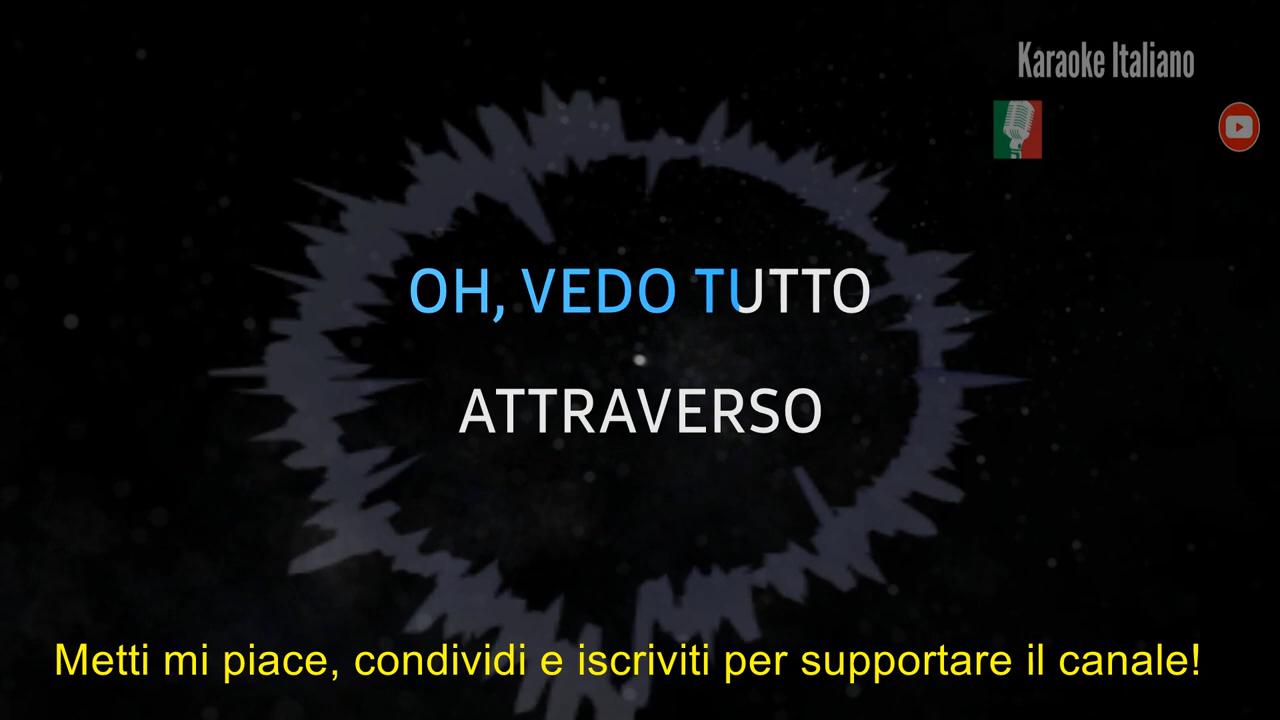 Karaoke Italiano
OH, VEDO TUTTO
ATTRAVERSO
Metti mi piace, condividi e iscriviti per supportare il canale!